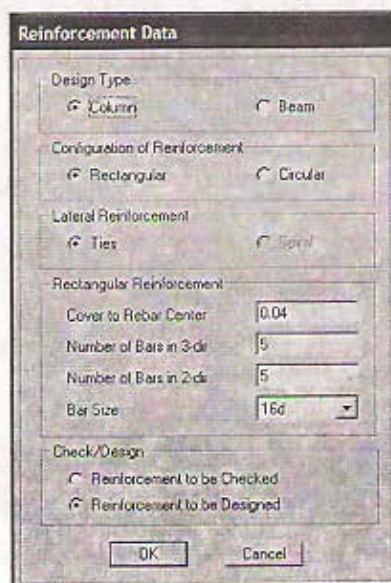 Reinforcement Data
Design Type
Column Beam
Configuration of Reinforcement
Rectangular Circular
Lateral Reinforcement
Ties Spiral
Rectangular Reinforcement
Cover to Rebar Center 0.04
Number of Bars in 3-dir 5
Number of Bars in 2-dir 5
Bar Size 16d
Check/Design
Reinforcement to be Checked
Reinforcement to be Designed
OK Cancel